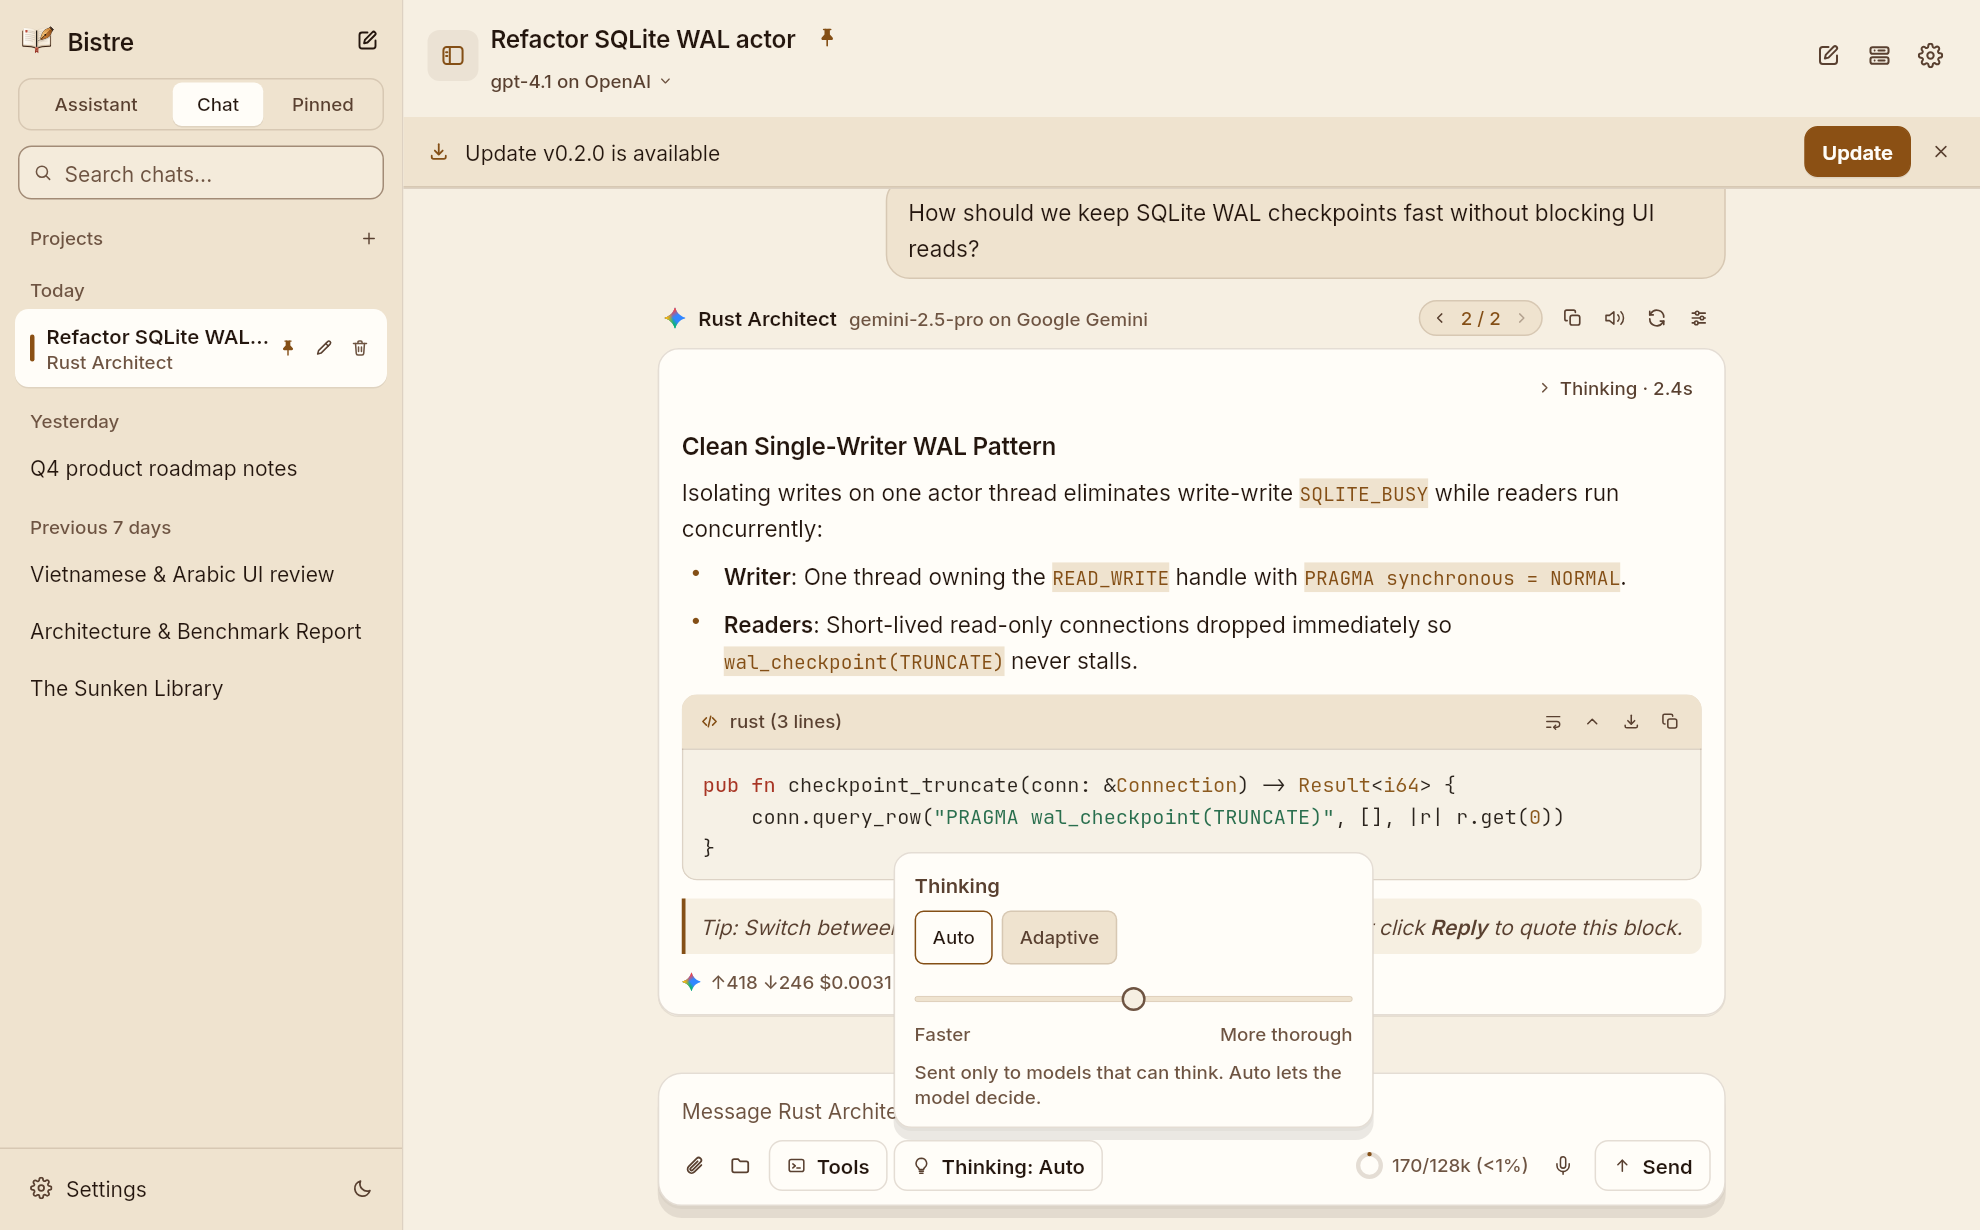 Bistre
Assistant
Chat
Pinned
Search chats...
Projects
Today
Refactor SQLite WAL...
Rust Architect
Yesterday
Q4 product roadmap notes
Previous 7 days
Vietnamese & Arabic UI review
Architecture & Benchmark Report
The Sunken Library
Settings
Refactor SQLite WAL actor
gpt-4.1 on OpenAI
Update v0.2.0 is available
Update
How should we keep SQLite WAL checkpoints fast without blocking UI
reads?
Rust Architect gemini-2.5-pro on Google Gemini
2 / 2
Thinking · 2.4s
Clean Single-Writer WAL Pattern
Isolating writes on one actor thread eliminates write-write SQLITE_BUSY while readers run
concurrently:
• Writer: One thread owning the READ_WRITE handle with PRAGMA synchronous = NORMAL.
• Readers: Short-lived read-only connections dropped immediately so
wal_checkpoint(TRUNCATE) never stalls.
rust (3 lines)
pub fn checkpoint_truncate(conn: &Connection) -> Result<i64> {
conn.query_row("PRAGMA wal_checkpoint(TRUNCATE)", [], |r| r.get(0))
}
Tip: Switch between
click Reply to quote this block.
↑418 ↓246 $0.0031
Thinking
Auto
Adaptive
Faster
More thorough
Sent only to models that can think. Auto lets the
model decide.
Message Rust Archite
Tools
Thinking: Auto
170/128k (<1%)
Send